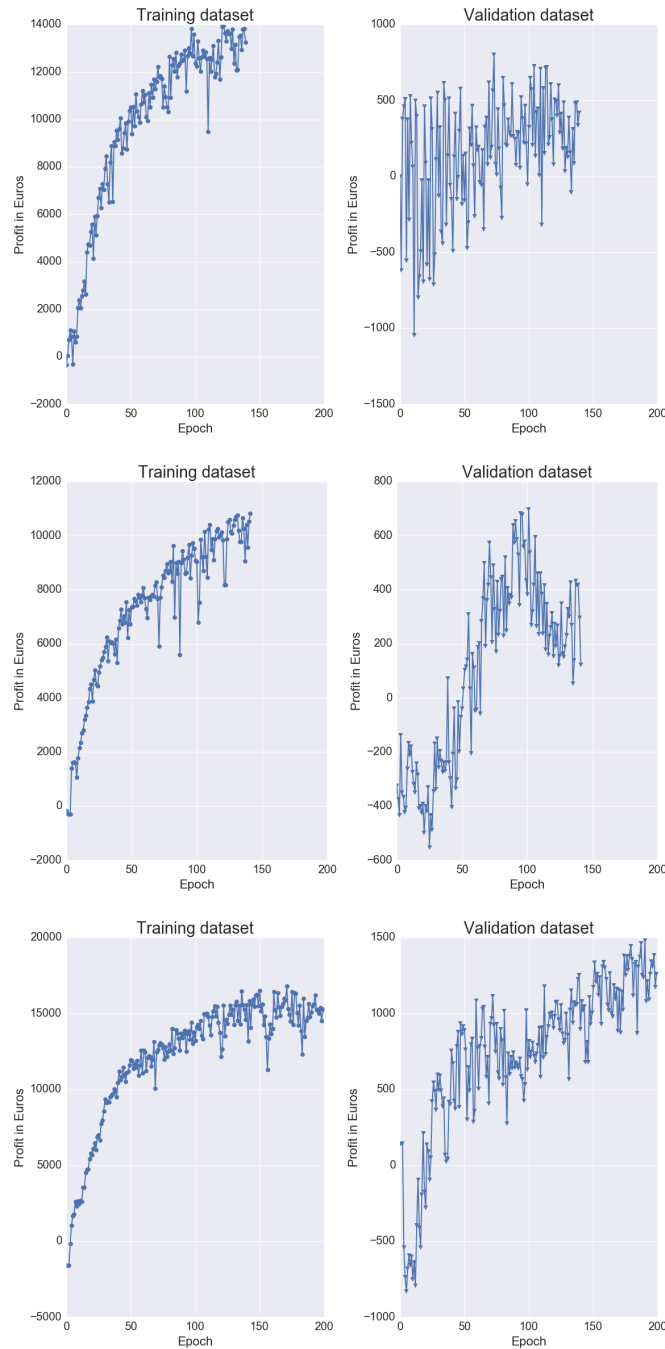 Training dataset
Validation dataset
14000
12000
10000
8000
6000
4000
2000
0
−2000
Profit in Euros
0 50 100 150 200
Epoch
1000
500
0
−500
−1000
−1500
Profit in Euros
0 50 100 150 200
Epoch
Training dataset
Validation dataset
12000
10000
8000
6000
4000
2000
0
−2000
Profit in Euros
0 50 100 150 200
Epoch
800
600
400
200
0
−200
−400
−600
Profit in Euros
0 50 100 150 200
Epoch
Training dataset
Validation dataset
20000
15000
10000
5000
0
−5000
Profit in Euros
0 50 100 150 200
Epoch
1500
1000
500
0
−500
−1000
Profit in Euros
0 50 100 150 200
Epoch